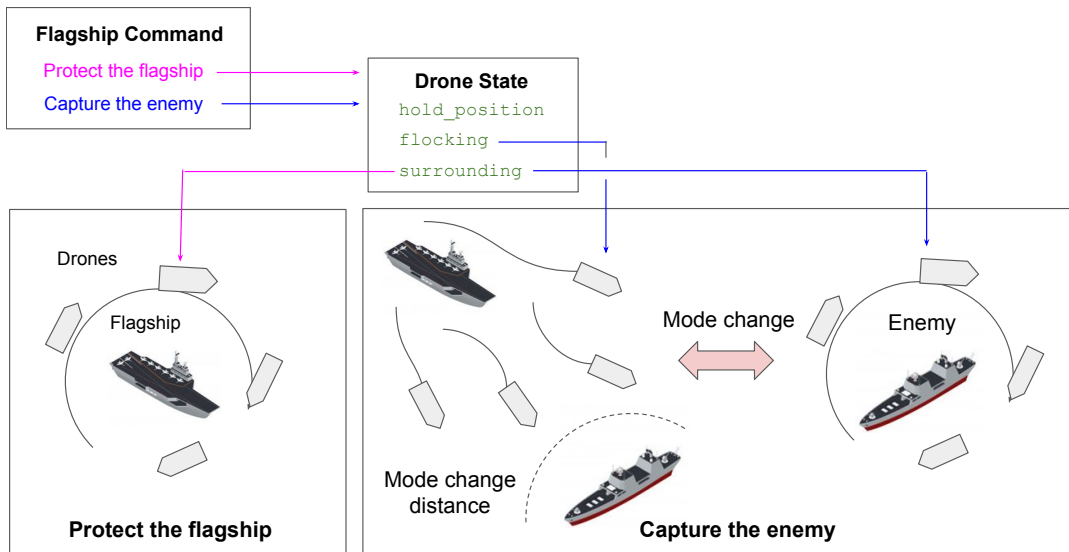 Flagship Command
Protect the flagship
Capture the enemy
Drone State
hold_position
flocking
surrounding
Drones
Flagship
Protect the flagship
Mode change
Enemy
Mode change
distance
Capture the enemy